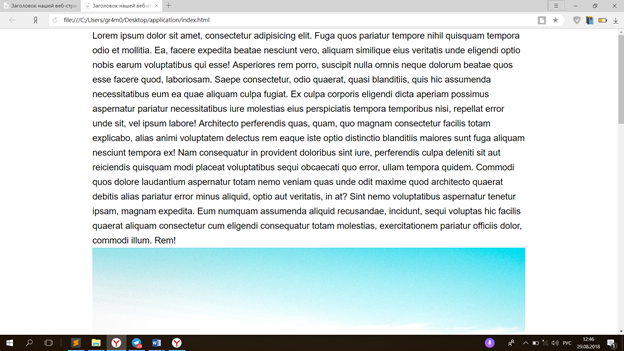 Заголовок нашей веб-стра
Заголовок нашей веб-с
Я
file:///C:/Users/gr4m0/Desktop/application/index.html
Lorem ipsum dolor sit amet, consectetur adipisicing elit. Fuga quos pariatur tempore nihil quisquam tempora
odio et mollitia. Ea, facere expedita beatae nesciunt vero, aliquam similique eius veritatis unde eligendi optio
nobis earum voluptatibus qui esse! Asperiores rem porro, suscipit nulla omnis neque dolorum beatae quos
esse facere quod, laboriosam. Saepe consectetur, odio quaerat, quasi blanditiis, quis hic assumenda
necessitatibus eum ea quae aliquam culpa fugiat. Ex culpa corporis eligendi dicta aperiam possimus
aspernatur pariatur necessitatibus iure molestias eius perspiciatis tempora temporibus nisi, repellat error
unde sit, vel ipsum labore! Architecto perferendis quas, quam, quo magnam consectetur facilis totam
explicabo, alias animi voluptatem delectus rem eaque iste optio distinctio blanditiis maiores sunt fuga aliquam
nesciunt tempora ex! Nam consequatur in provident doloribus sint iure, perferendis culpa deleniti sit aut
reiciendis quisquam modi placeat voluptatibus sequi obcaecati quo error, ullam tempora quidem. Commodi
quos dolore laudantium aspernatur totam nemo veniam quas unde odit maxime quod architecto quaerat
debitis alias pariatur error minus aliquid, optio aut veritatis, in at? Sint nemo voluptatibus aspernatur tenetur
ipsam, magnam expedita. Eum numquam assumenda aliquid recusandae, incidunt, sequi voluptas hic facilis
quaerat aliquam consectetur cum eligendi consequatur totam molestias, exercitationem pariatur officiis dolor,
commodi illum. Rem!
РУС
12:46
29.08.2018